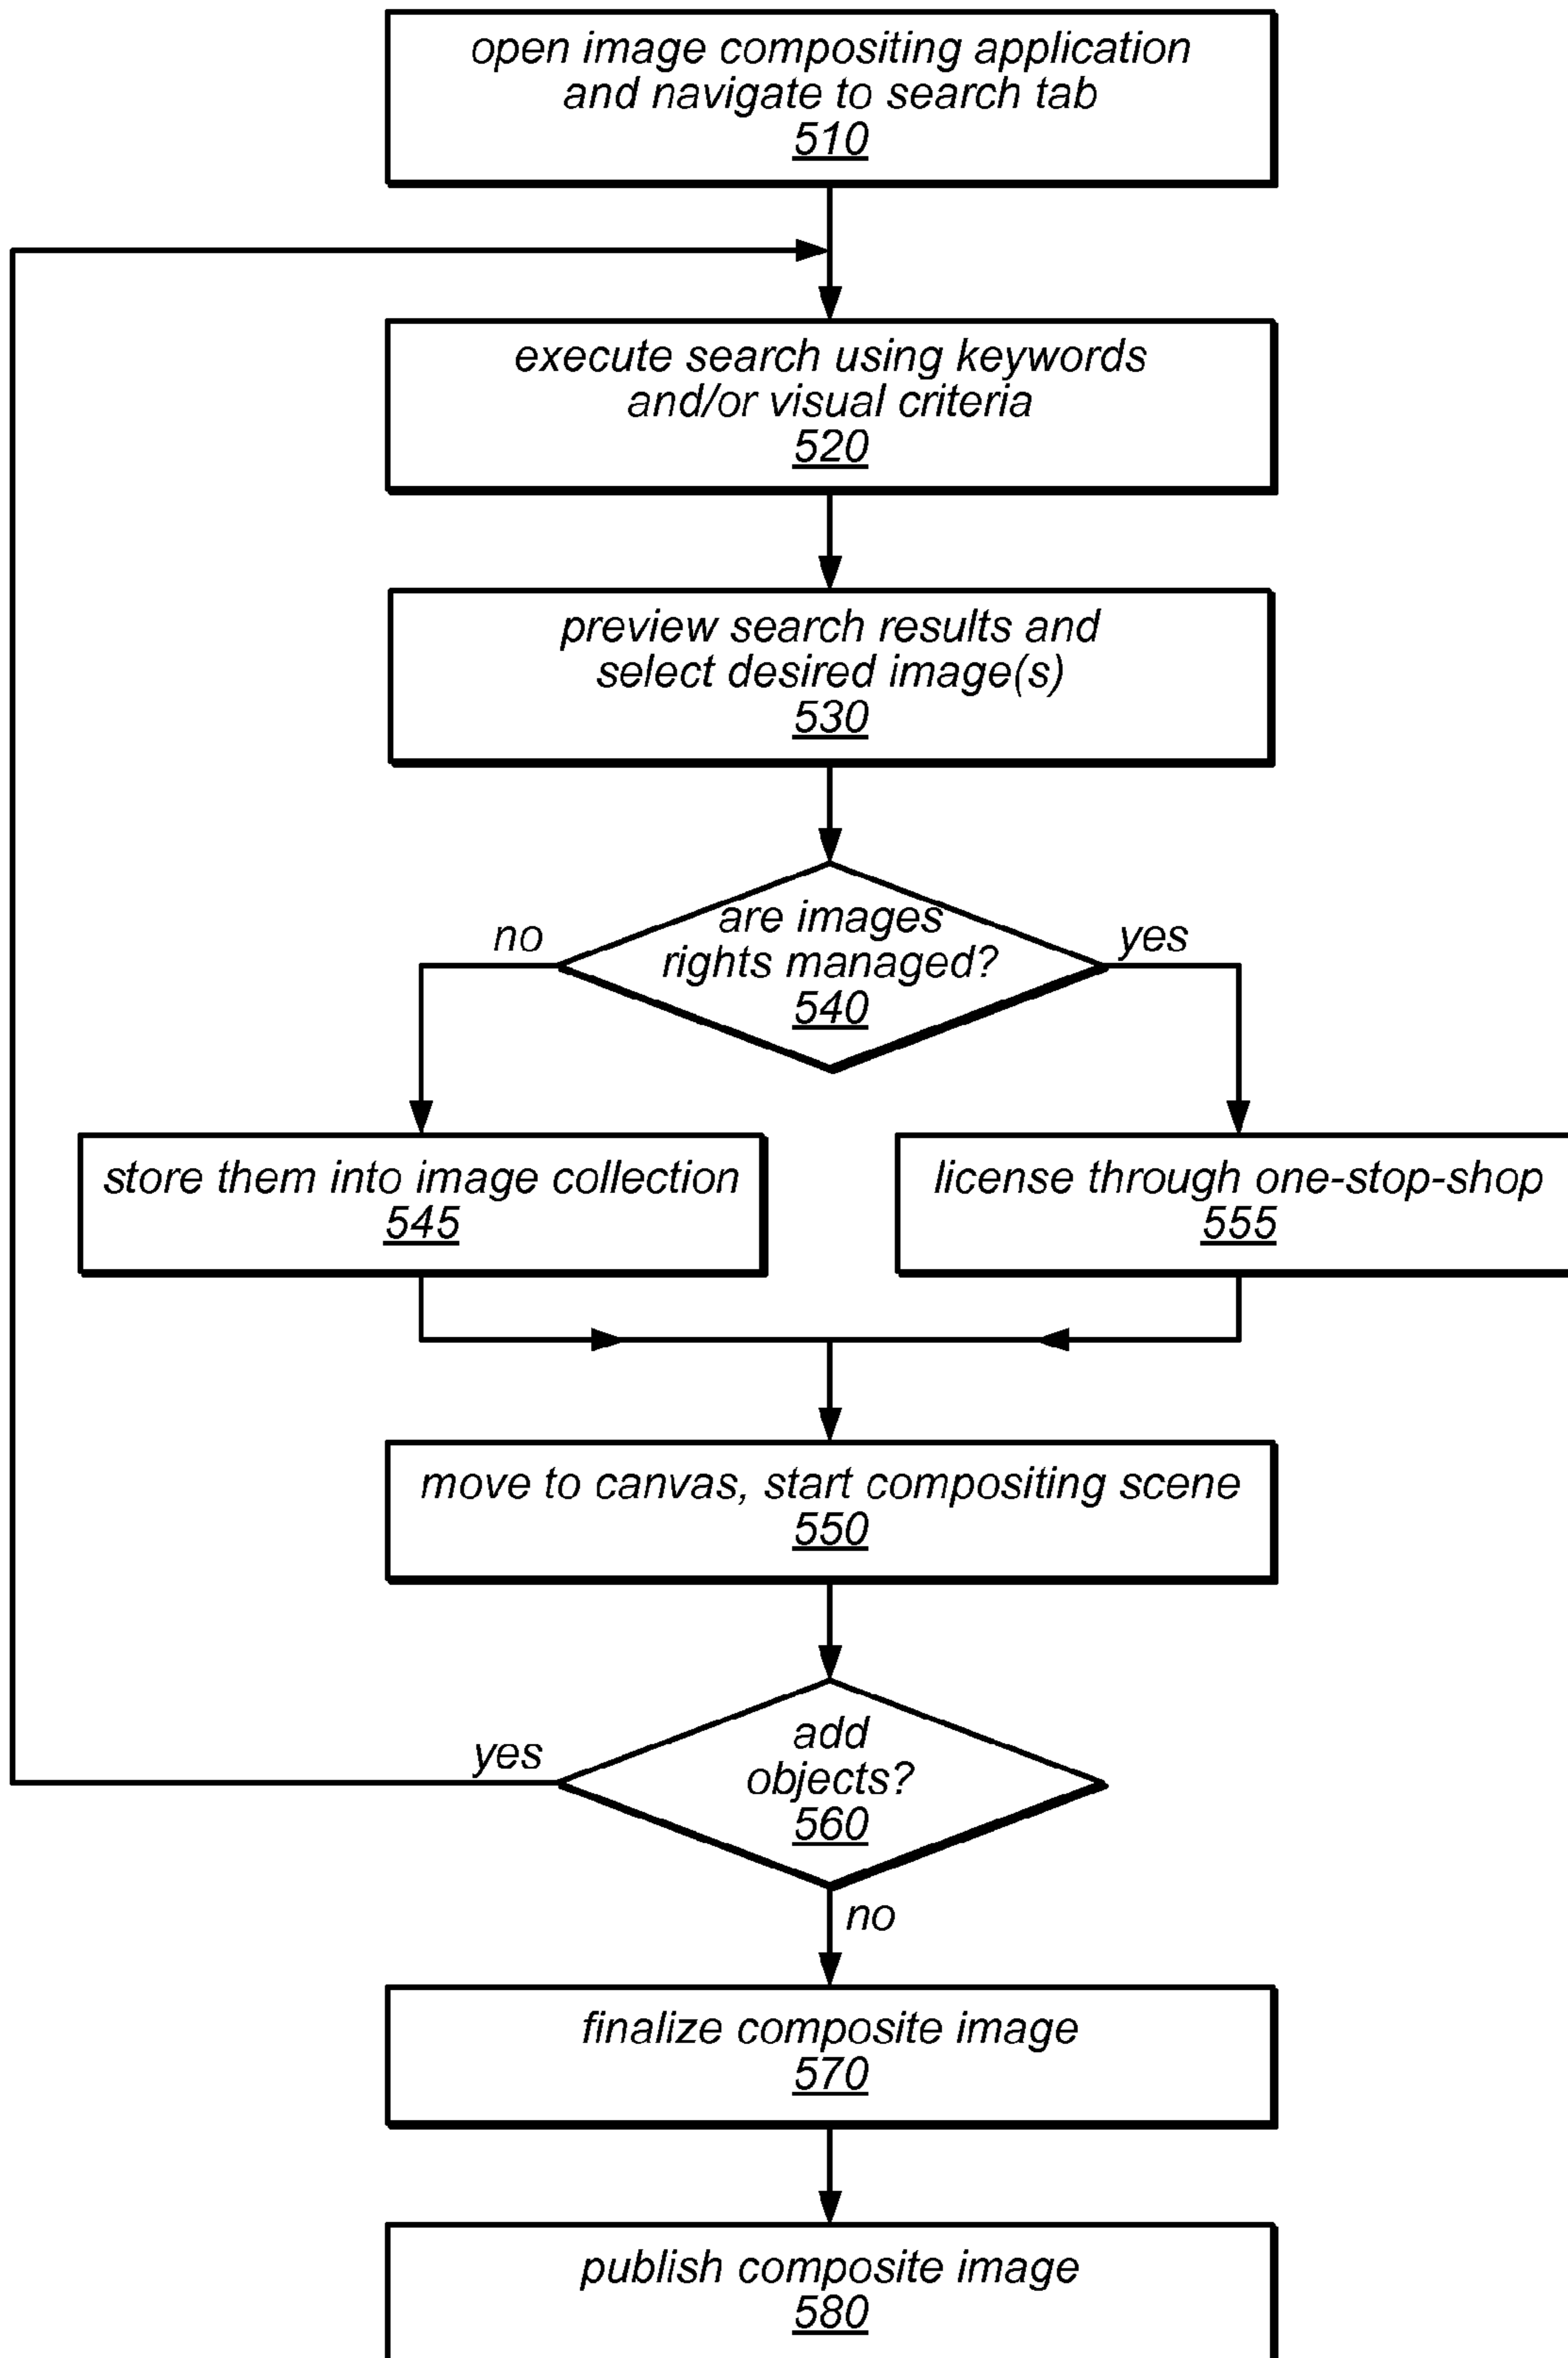 open image compositing application
and navigate to search tab
510
execute search using keywords
and/or visual criteria
520
preview search results and
select desired image(s)
530
are images
rights managed?
540
no
yes
store them into image collection
545
license through one-stop-shop
555
move to canvas, start compositing scene
550
add
objects?
560
yes
no
finalize composite image
570
publish composite image
580